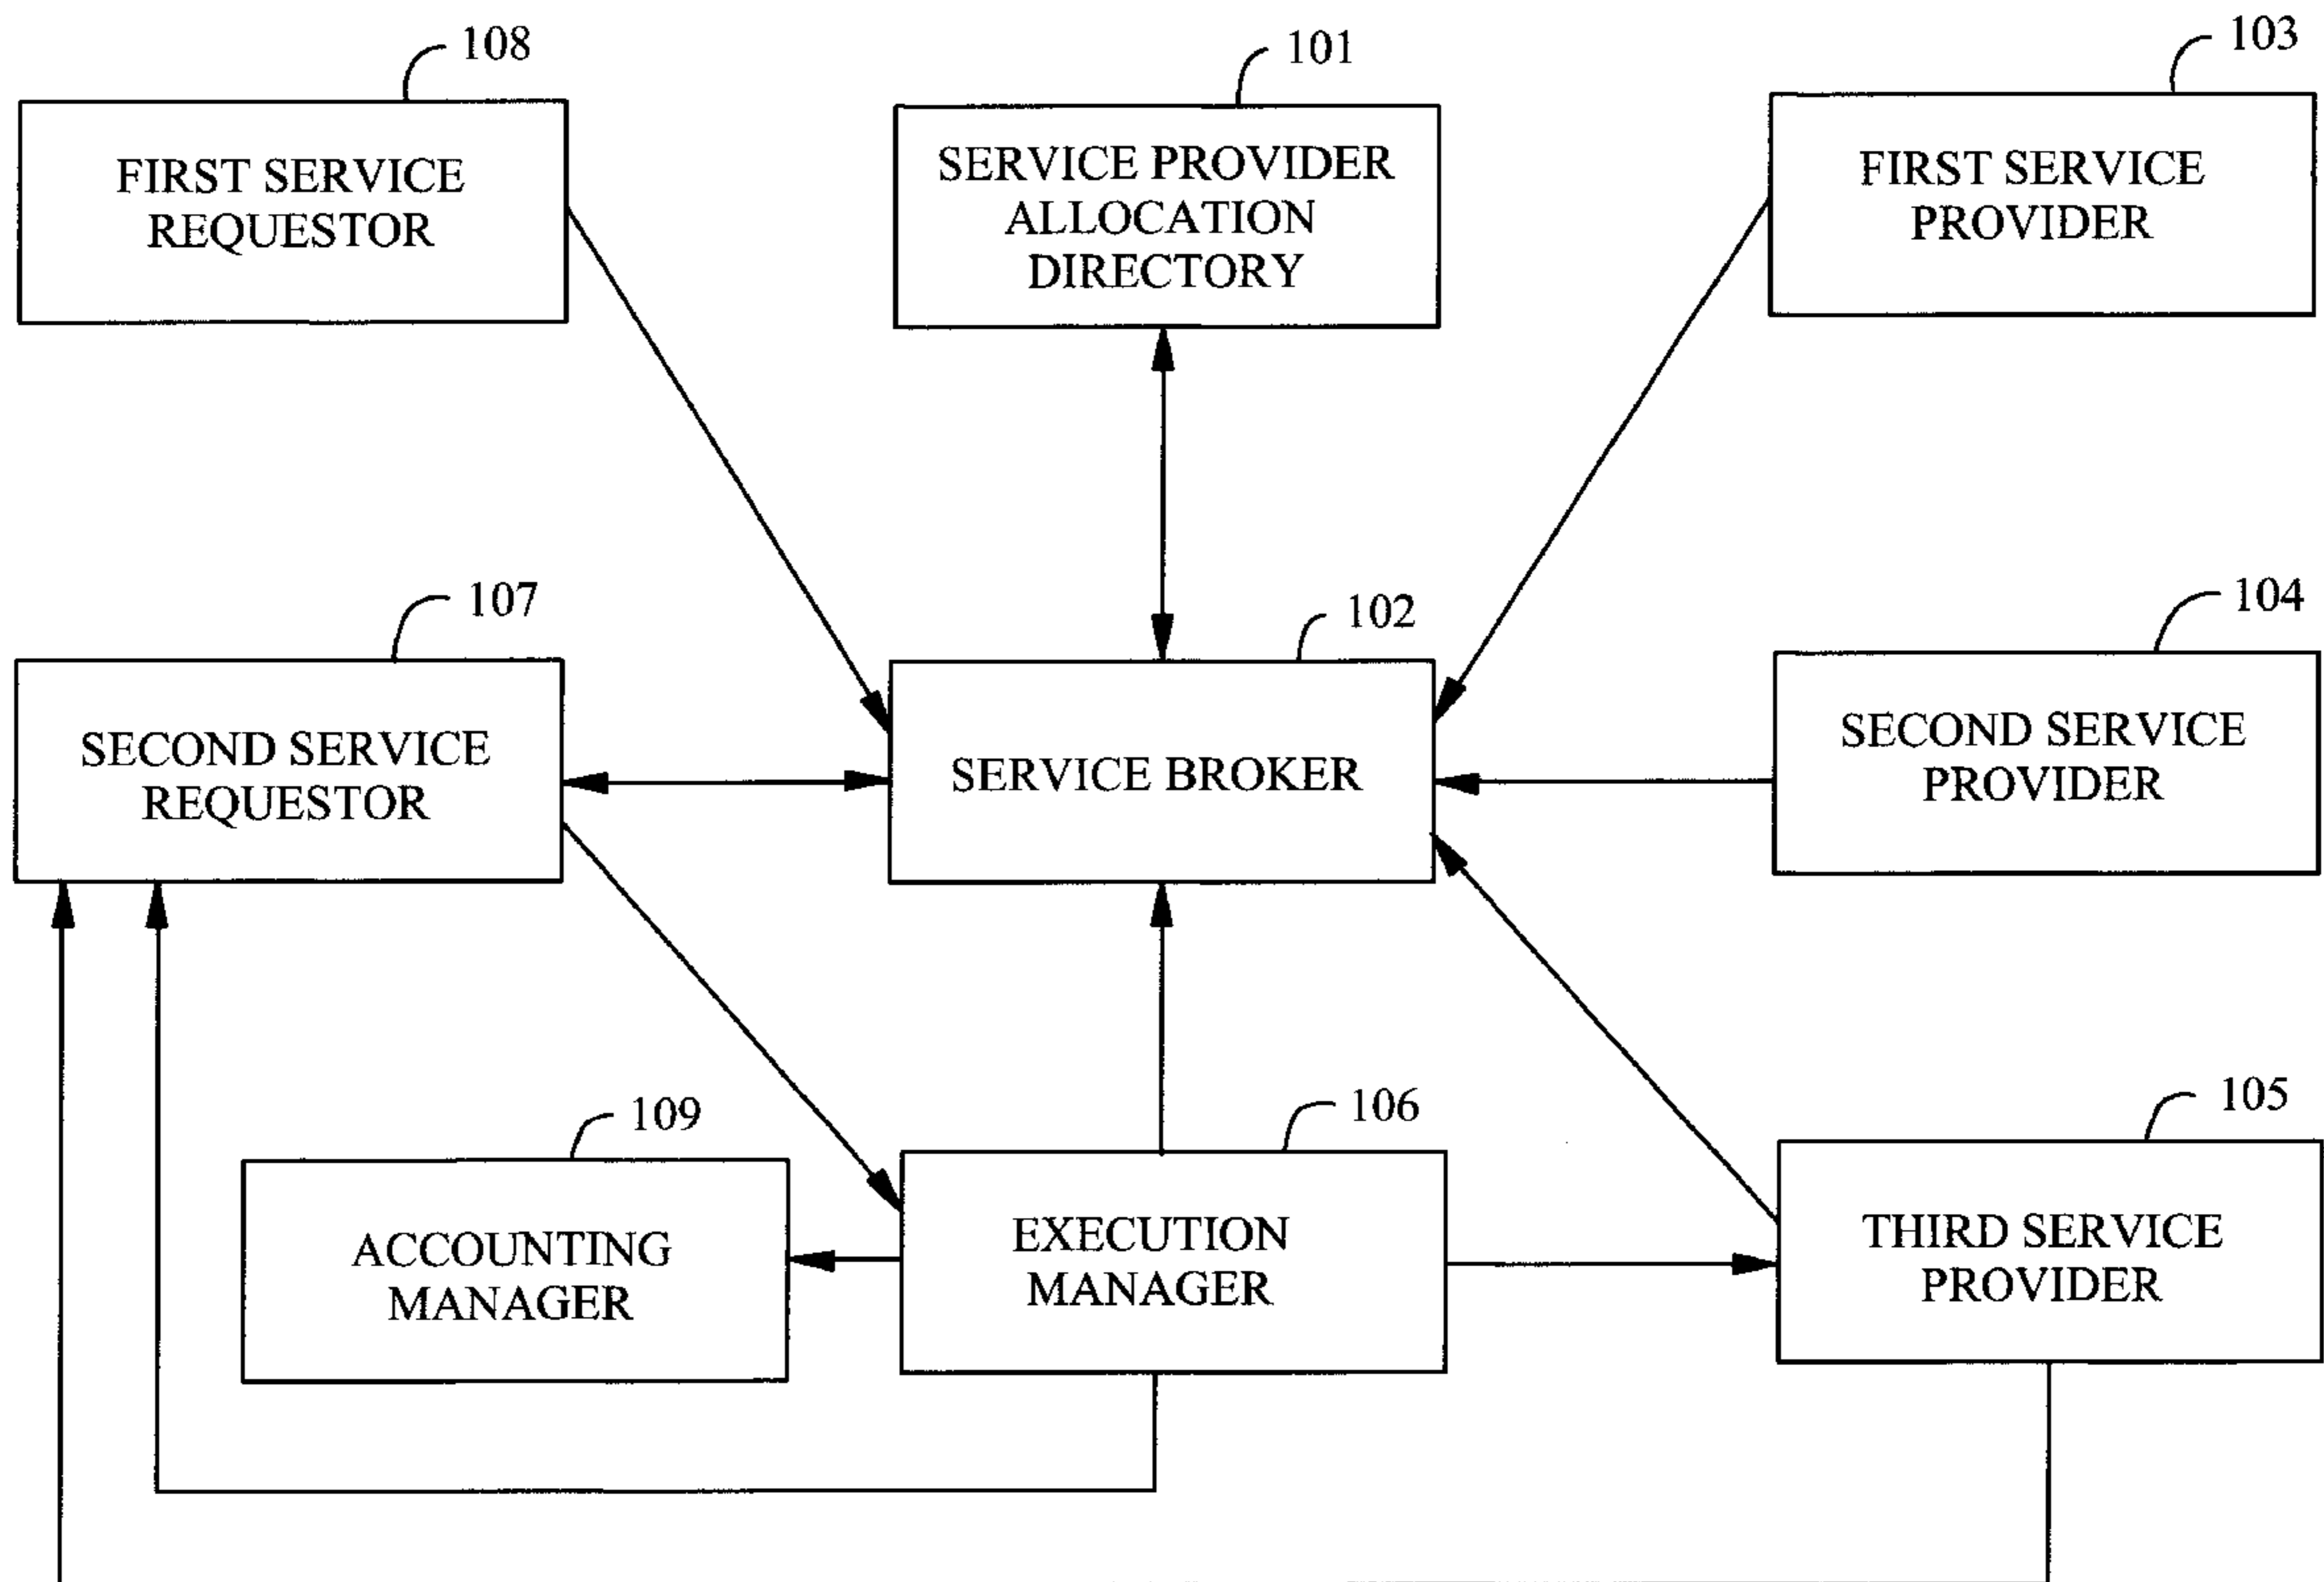 108
FIRST SERVICE
REQUESTOR
101
SERVICE PROVIDER
ALLOCATION
DIRECTORY
103
FIRST SERVICE
PROVIDER
107
SECOND SERVICE
REQUESTOR
102
SERVICE BROKER
104
SECOND SERVICE
PROVIDER
109
ACCOUNTING
MANAGER
106
EXECUTION
MANAGER
105
THIRD SERVICE
PROVIDER